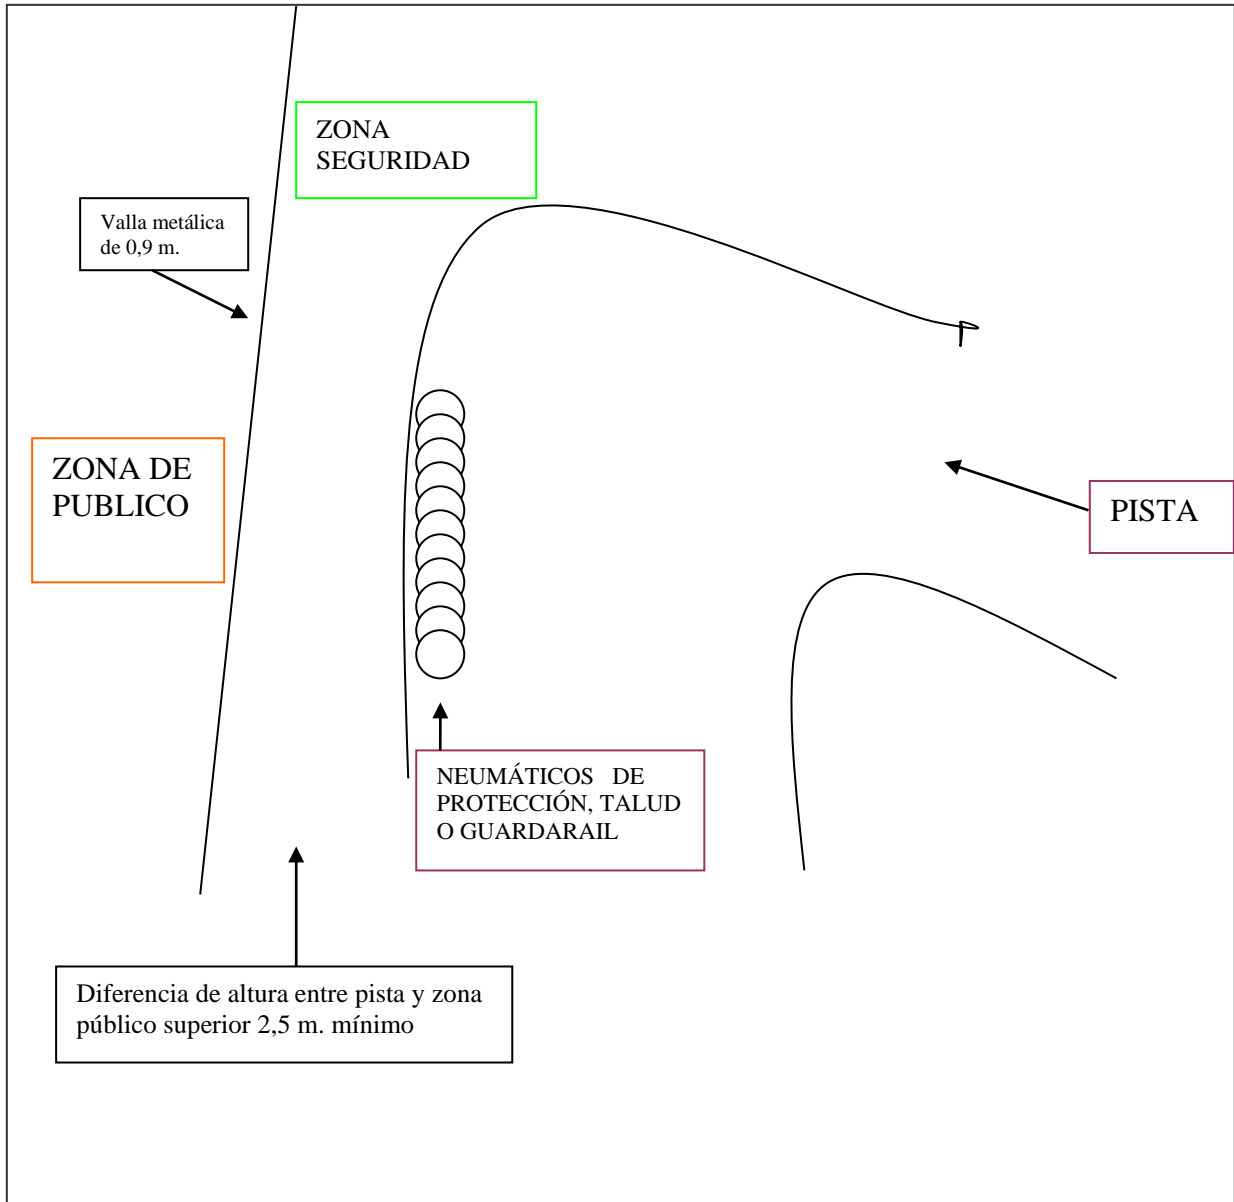 ZONA
SEGURIDAD
Valla metálica
de 0,9 m.
ZONA DE
PUBLICO
PISTA
NEUMÁTICOS DE
PROTECCIÓN, TALUD
O GUARDARAIL
Diferencia de altura entre pista y zona
público superior 2,5 m. mínimo